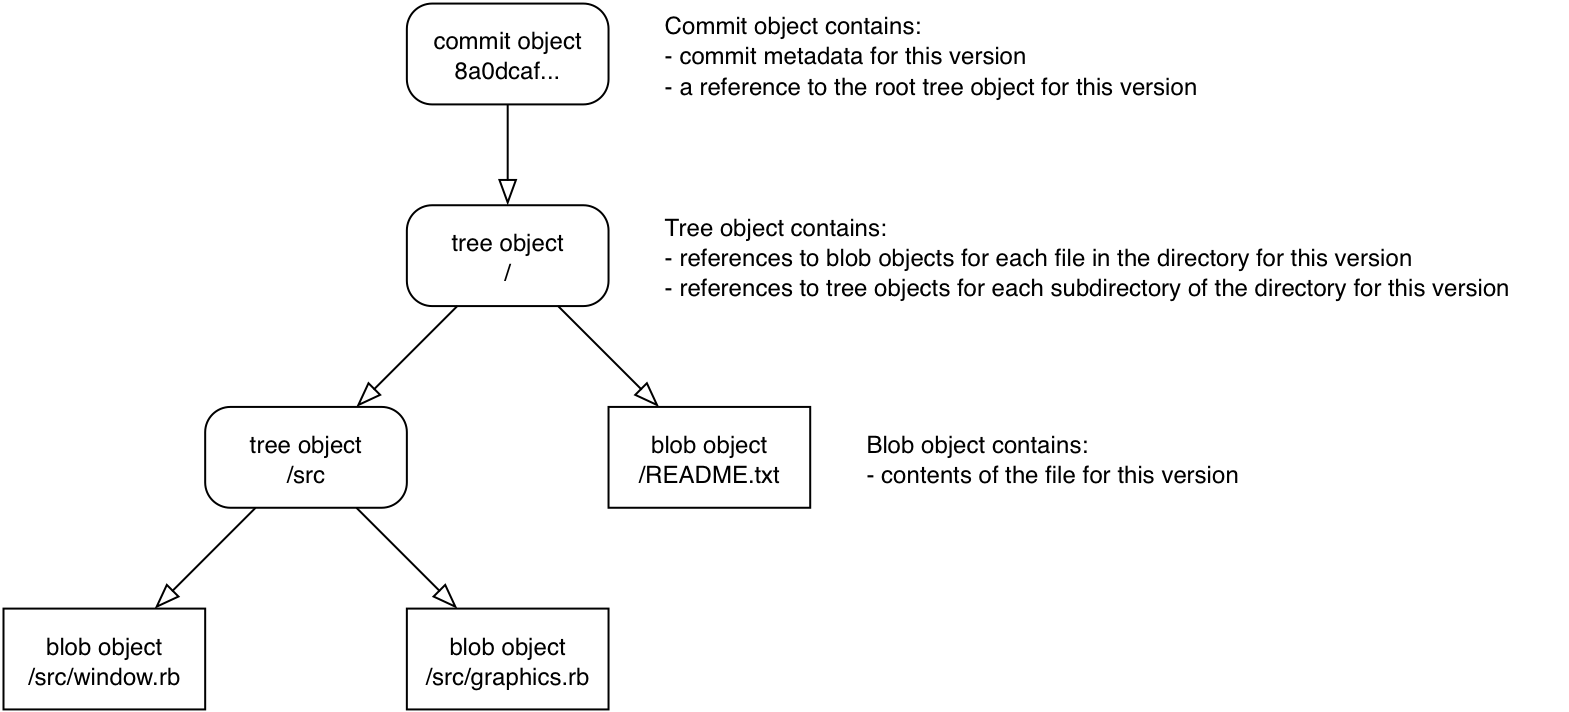 commit object
8a0dcaf...
Commit object contains:
- commit metadata for this version
- a reference to the root tree object for this version
tree object
/
Tree object contains:
- references to blob objects for each file in the directory for this version
- references to tree objects for each subdirectory of the directory for this version
tree object
/src
blob object
/README.txt
Blob object contains:
- contents of the file for this version
blob object
/src/window.rb
blob object
/src/graphics.rb